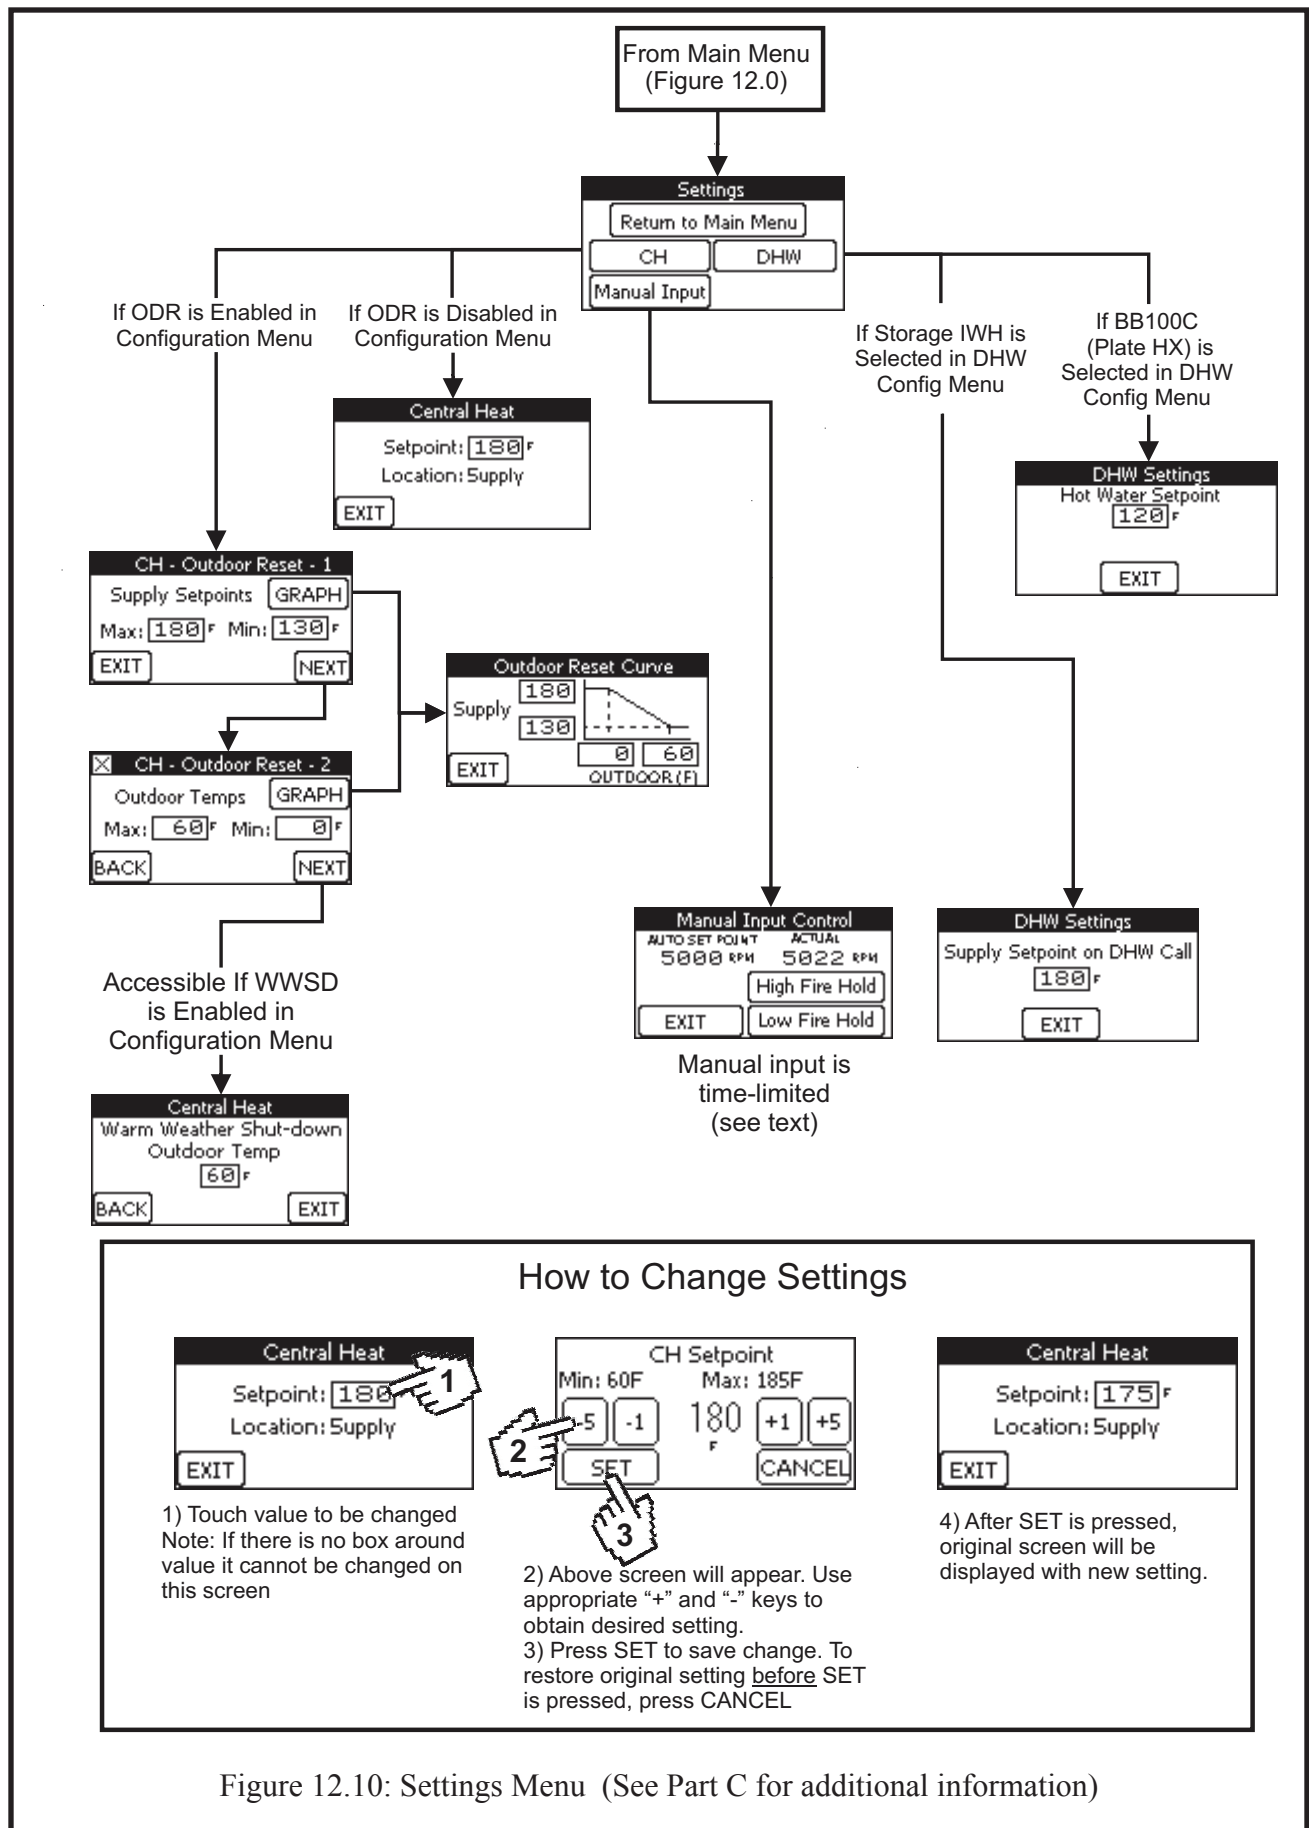 From Main Menu
(Figure 12.0)
Settings
Return to Main Menu
CH
DHW
Manual Input
If ODR is Enabled in
Configuration Menu
If ODR is Disabled in
Configuration Menu
If Storage IWH is
Selected in DHW
Config Menu
If BB100C
(Plate HX) is
Selected in DHW
Config Menu
Central Heat
Setpoint: 180 F
Location: Supply
EXIT
DHW Settings
Hot Water Setpoint
120 F
EXIT
CH - Outdoor Reset - 1
Supply Setpoints GRAPH
Max: 180 F Min: 130 F
EXIT NEXT
Outdoor Reset Curve
180
Supply
130
0 60
EXIT
OUTDOOR (F)
CH - Outdoor Reset - 2
Outdoor Temps GRAPH
Max: 60 F Min: 0 F
BACK NEXT
Manual Input Control
AUTO SET POINT ACTUAL
5000 RPM 5022 RPM
High Fire Hold
EXIT Low Fire Hold
Manual input is
time-limited
(see text)
DHW Settings
Supply Setpoint on DHW Call
180 F
EXIT
Accessible If WWSD
is Enabled in
Configuration Menu
Central Heat
Warm Weather Shut-down
Outdoor Temp
60 F
BACK EXIT
How to Change Settings
Central Heat
Setpoint: 180
Location: Supply
EXIT
1
1) Touch value to be changed
Note: If there is no box around
value it cannot be changed on
this screen
CH Setpoint
Min: 60F Max: 185F
-5 -1 180 F +1 +5
SET CANCEL
2
3
2) Above screen will appear. Use
appropriate “+” and “-” keys to
obtain desired setting.
3) Press SET to save change. To
restore original setting before SET
is pressed, press CANCEL
Central Heat
Setpoint: 175 F
Location: Supply
EXIT
4) After SET is pressed,
original screen will be
displayed with new setting.
Figure 12.10: Settings Menu (See Part C for additional information)